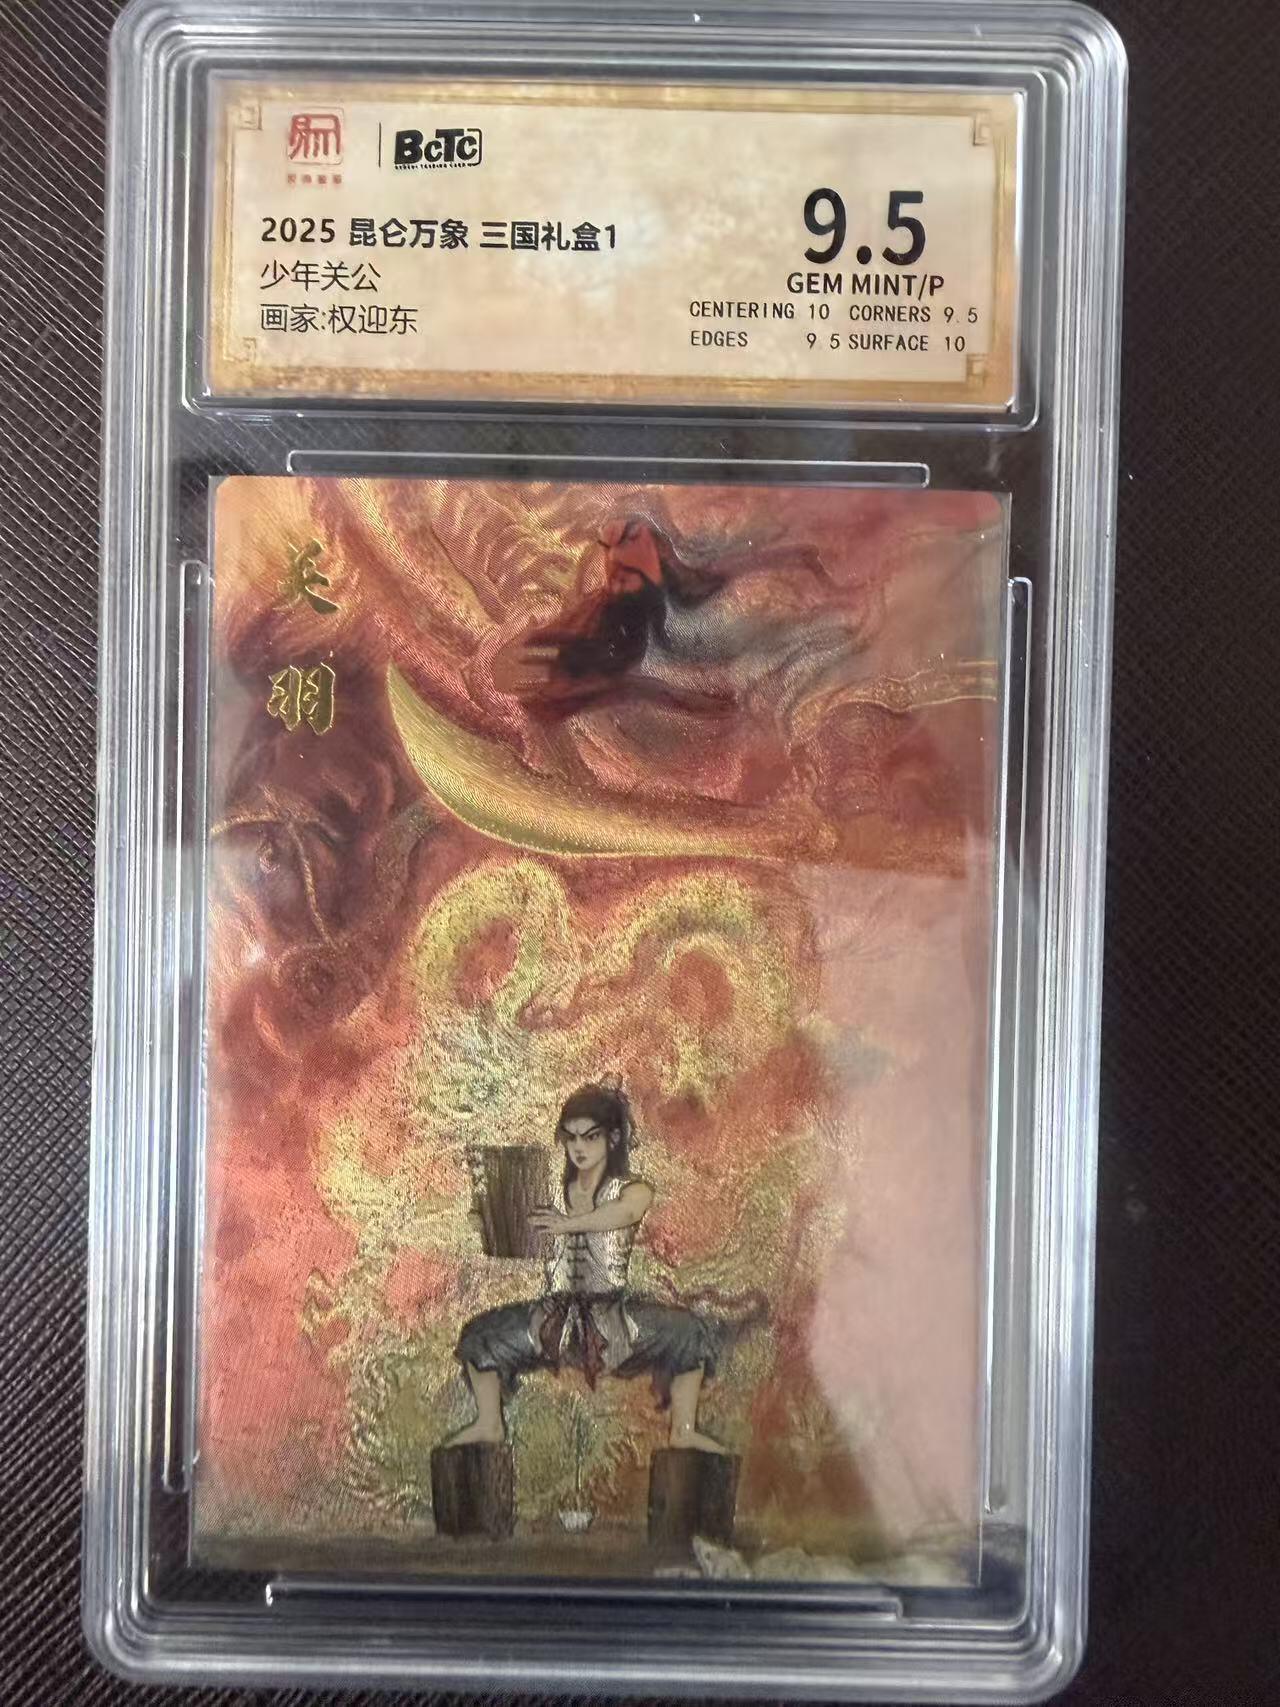 BcTc
2025 昆仑万象 三国礼盒1
少年关公
画家:权迎东
9.5
GEM MINT/P
CENTERING 10 CORNERS 9.5
EDGES 9.5 SURFACE 10
关
羽